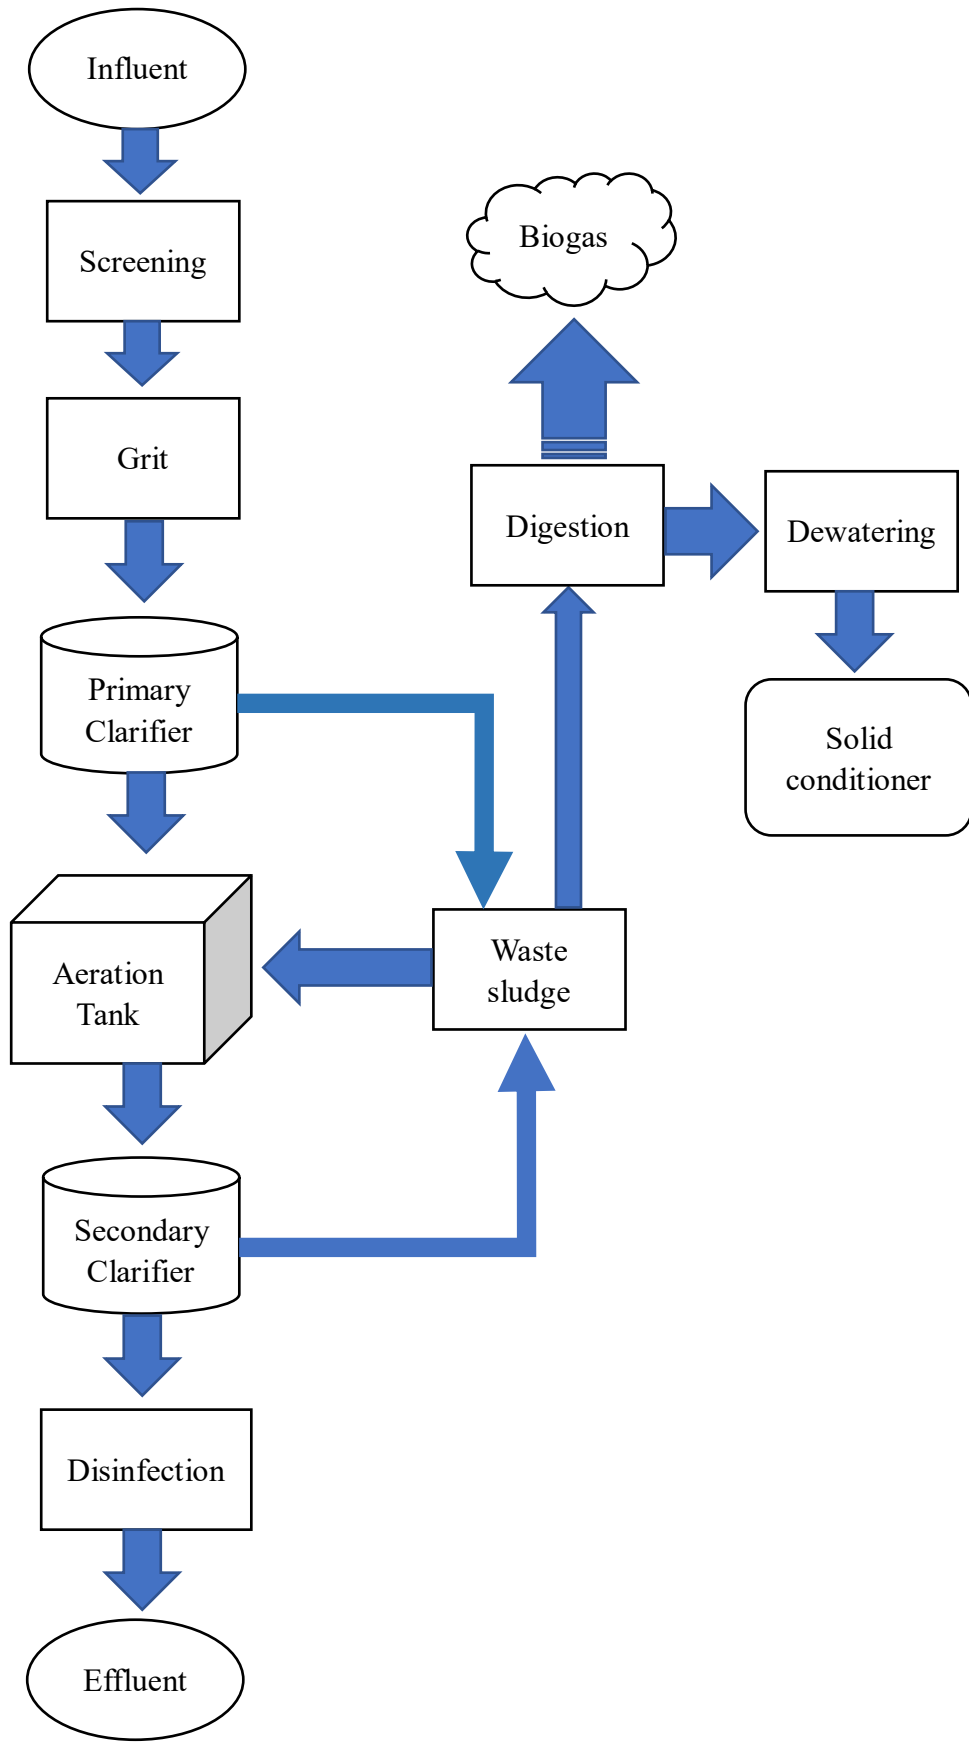 Influent
Screening
Biogas
Grit
Digestion
Dewatering
Primary
Clarifier
Solid
conditioner
Aeration
Tank
Waste
sludge
Secondary
Clarifier
Disinfection
Effluent